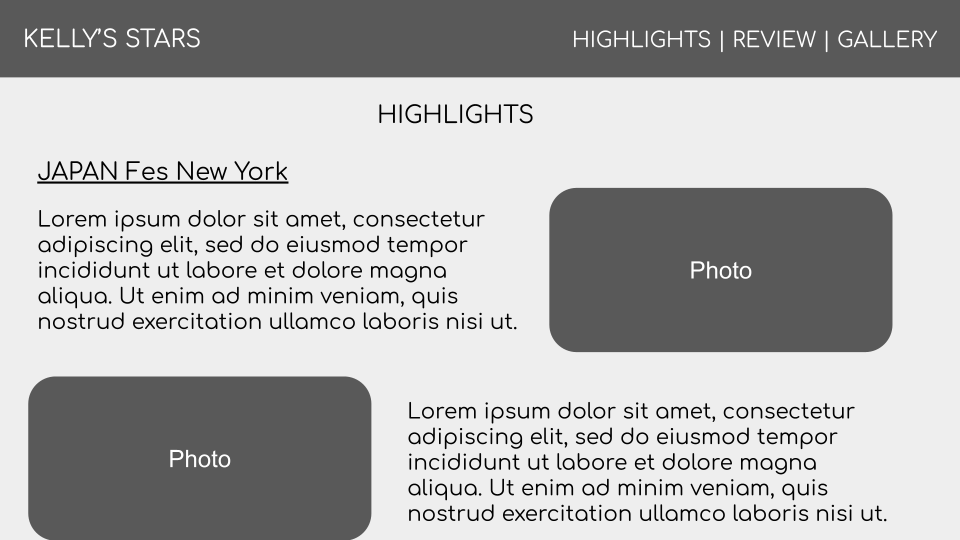 KELLY’S STARS
HIGHLIGHTS | REVIEW | GALLERY
HIGHLIGHTS
JAPAN Fes New York
Lorem ipsum dolor sit amet, consectetur
adipiscing elit, sed do eiusmod tempor
incididunt ut labore et dolore magna
aliqua. Ut enim ad minim veniam, quis
nostrud exercitation ullamco laboris nisi ut.
Photo
Photo
Lorem ipsum dolor sit amet, consectetur
adipiscing elit, sed do eiusmod tempor
incididunt ut labore et dolore magna
aliqua. Ut enim ad minim veniam, quis
nostrud exercitation ullamco laboris nisi ut.